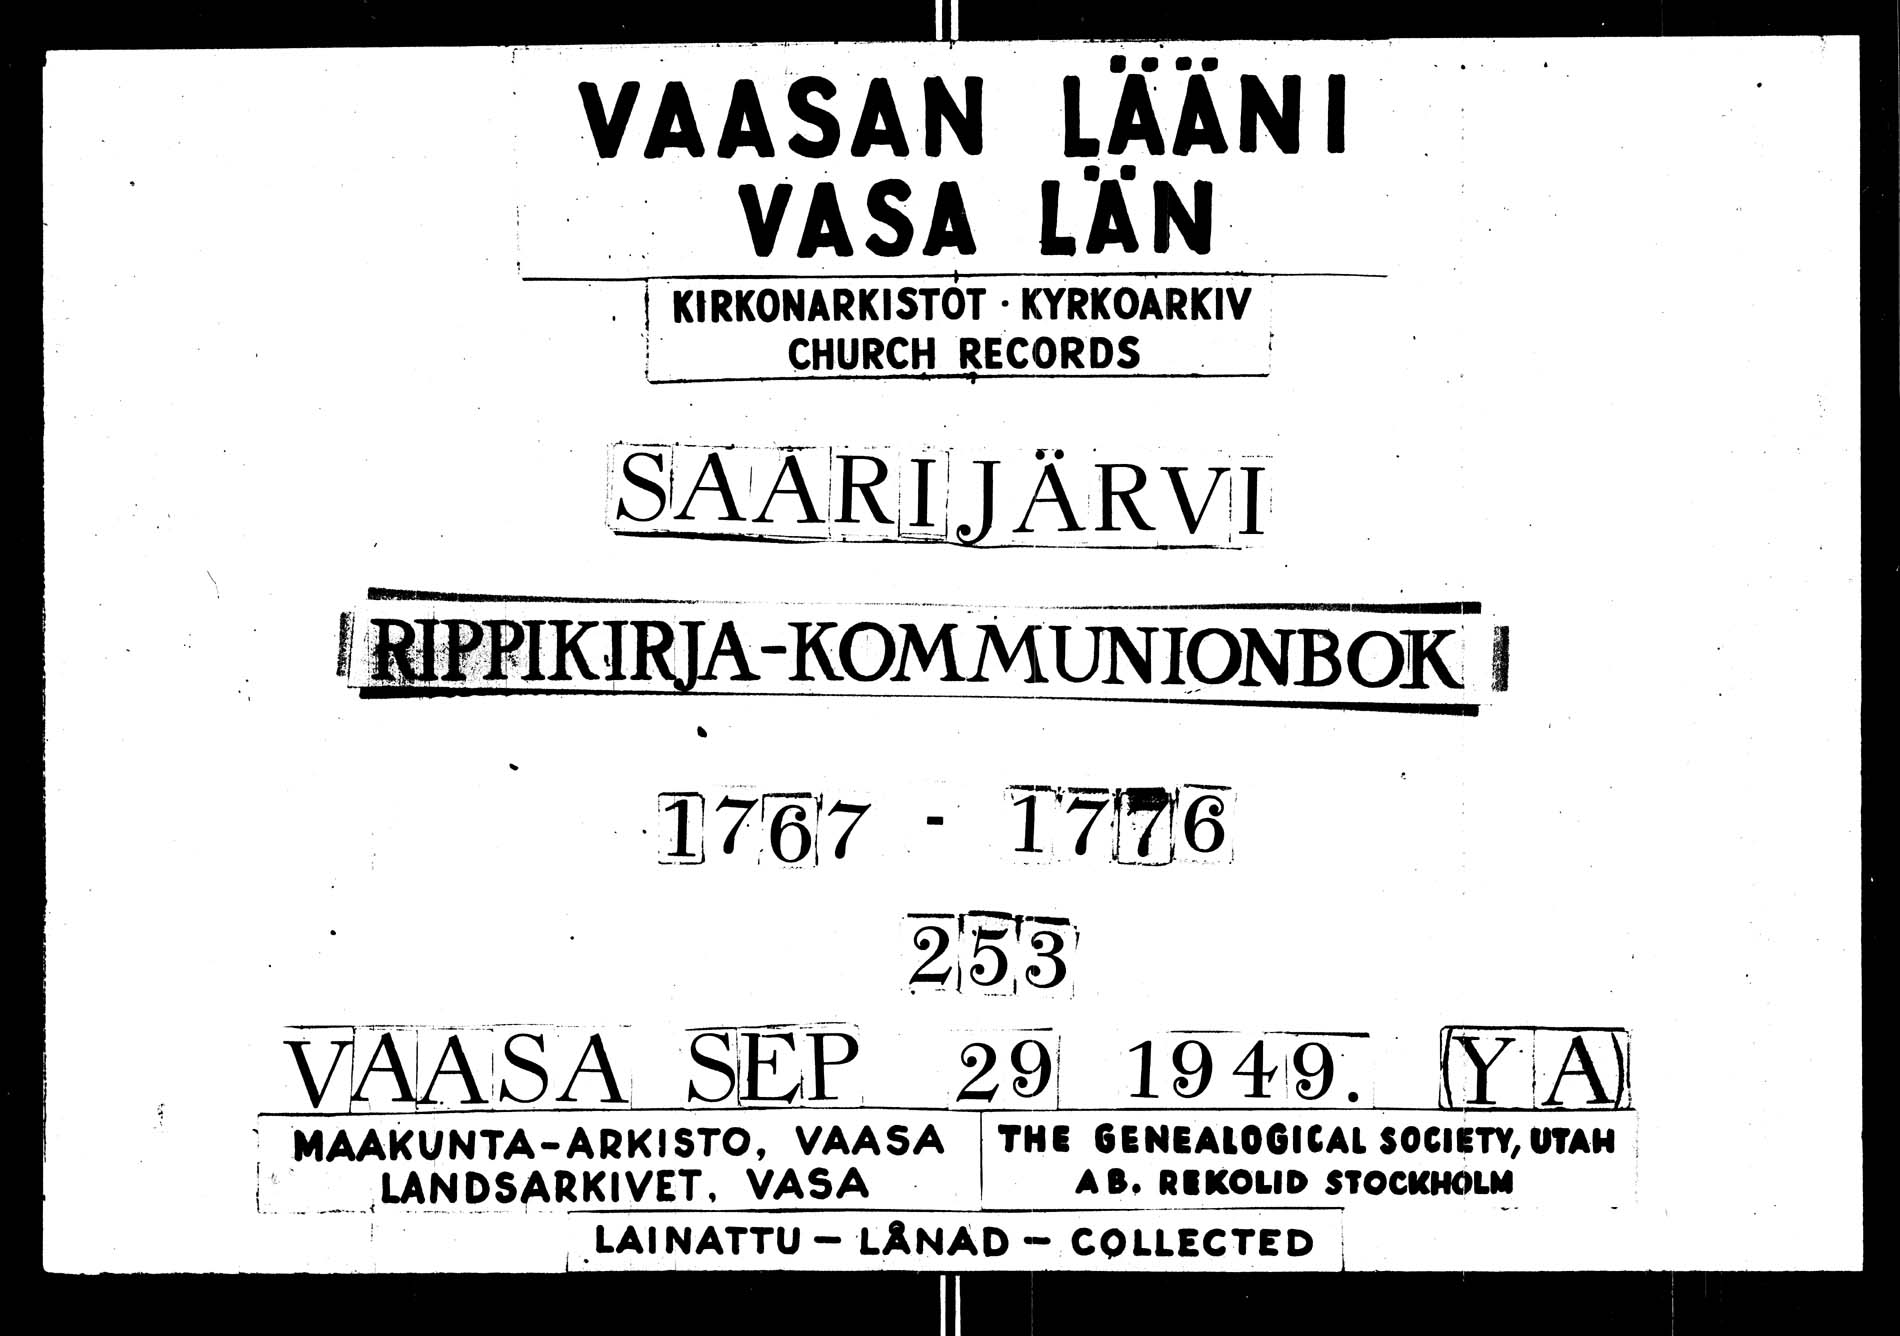 VAASAN LÄÄNI
VASA LÄN
KIRKONARKISTOT · KYRKOARKIV
CHURCH RECORDS
SAARIJÄRVI
RIPPIKIRJA-KOMMUNIONBOK
1767 - 1776
253
VAASA SEP 29 1949. (YA)
MAAKUNTA-ARKISTO, VAASA
LANDSARKIVET, VASA
THE GENEALOGICAL SOCIETY, UTAH
AB. REKOLID STOCKHOLM
LAINATTU — LÅNAD — COLLECTED